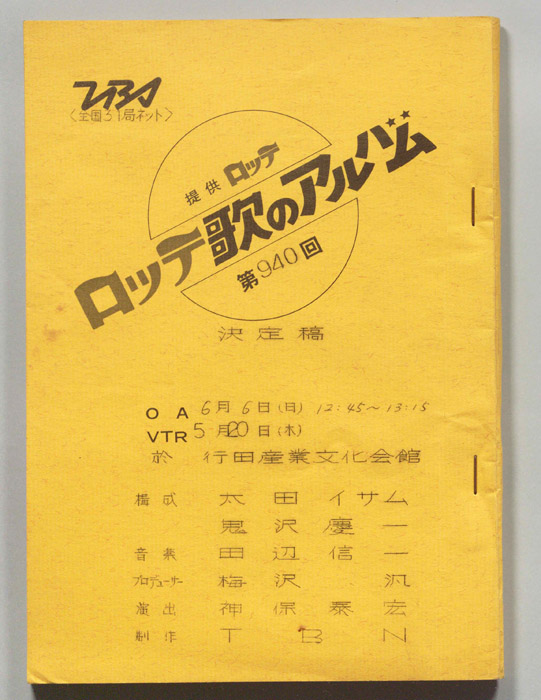 TBS
〈全国31局ネット〉
提供 ロッテ
ロッテ歌のアルバム
第940回
決定稿
OA 6月6日(日) 12:45~13:15
VTR 5月20日(木)
於 行田産業文化会館
構成 太田イサム
鬼沢慶一
音楽 田辺信一
プロデューサー 梅沢 汎
演出 神保泰宏
制作 TBN